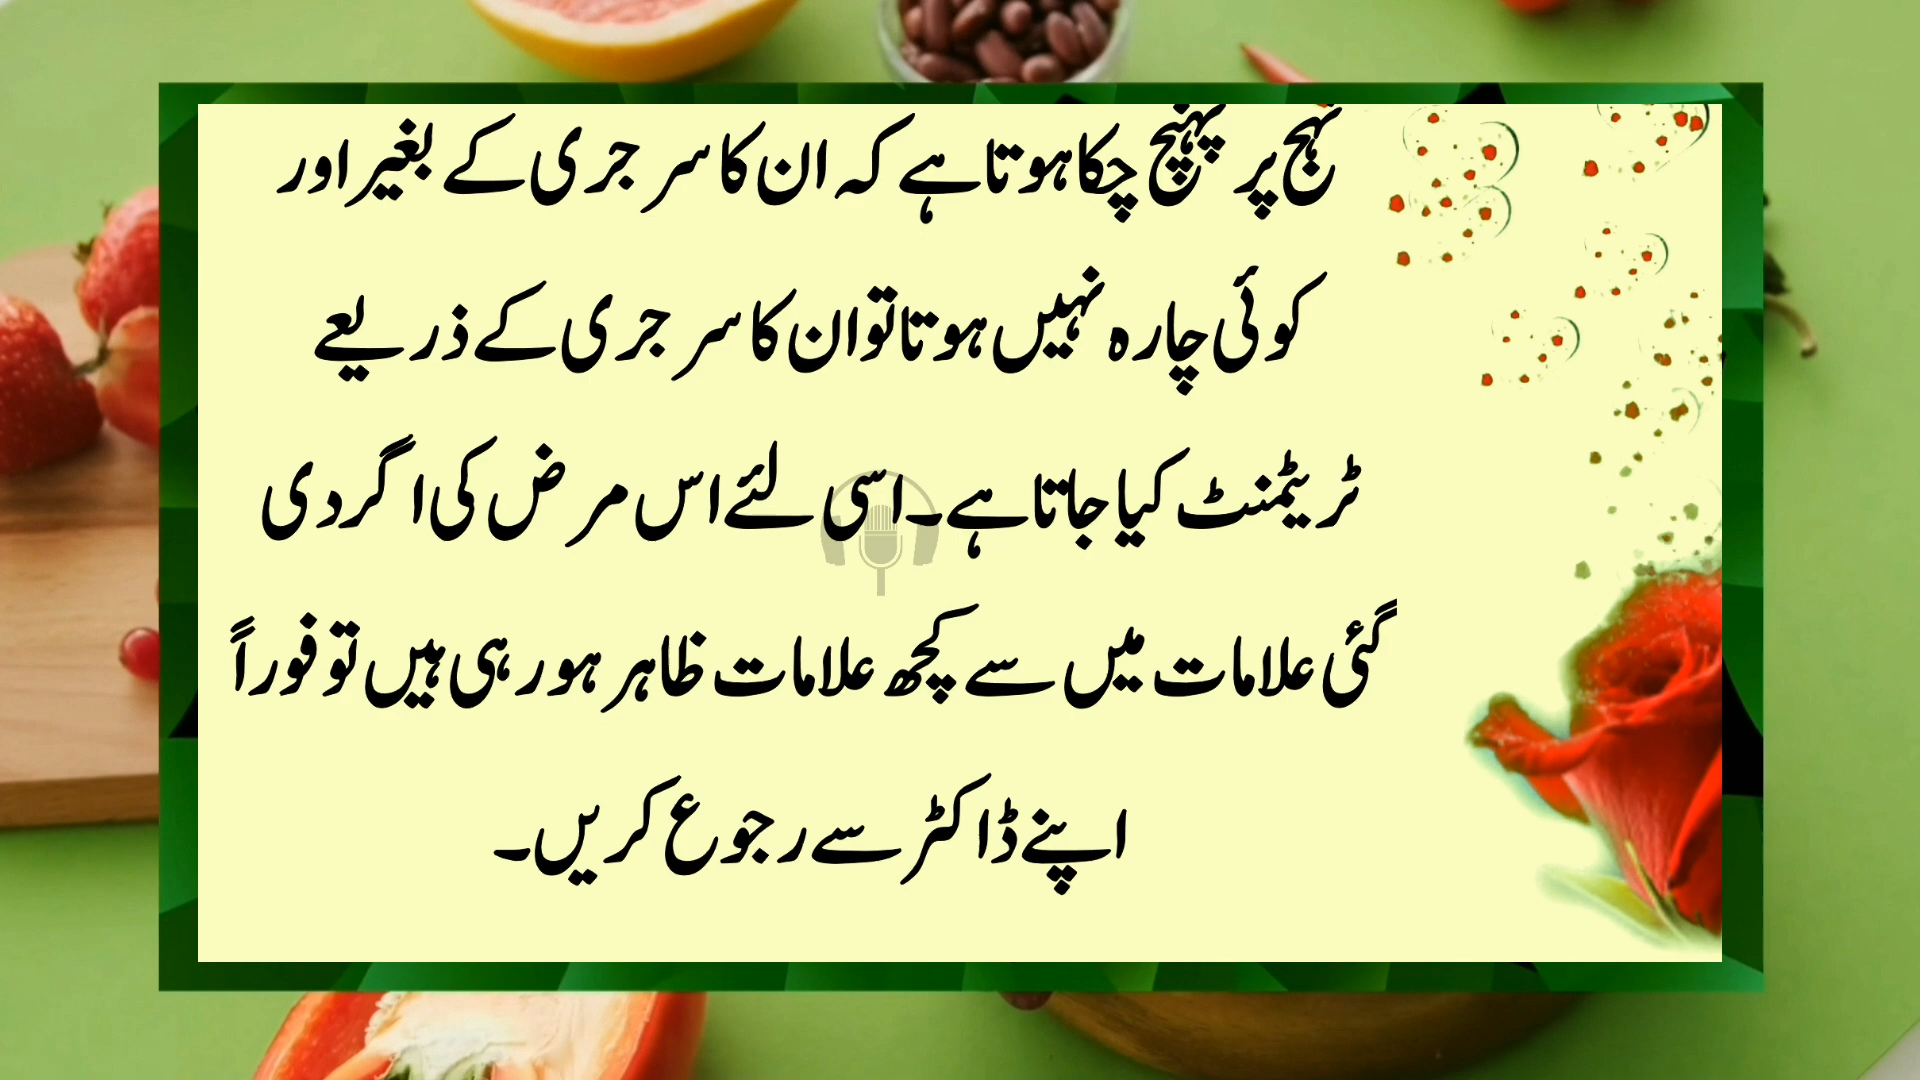 نہج پر پہنچ چکا ہوتا ہے کہ ان کا سرجری کے بغیر اور
کوئی چارہ نہیں ہوتا تو ان کا سرجری کے ذریعے
ٹریٹمنٹ کیا جاتا ہے۔ اسی لئے اس مرض کی اگر دی
گئی علامات میں سے کچھ علامات ظاہر ہو رہی ہیں تو فوراً
اپنے ڈاکٹر سے رجوع کریں۔